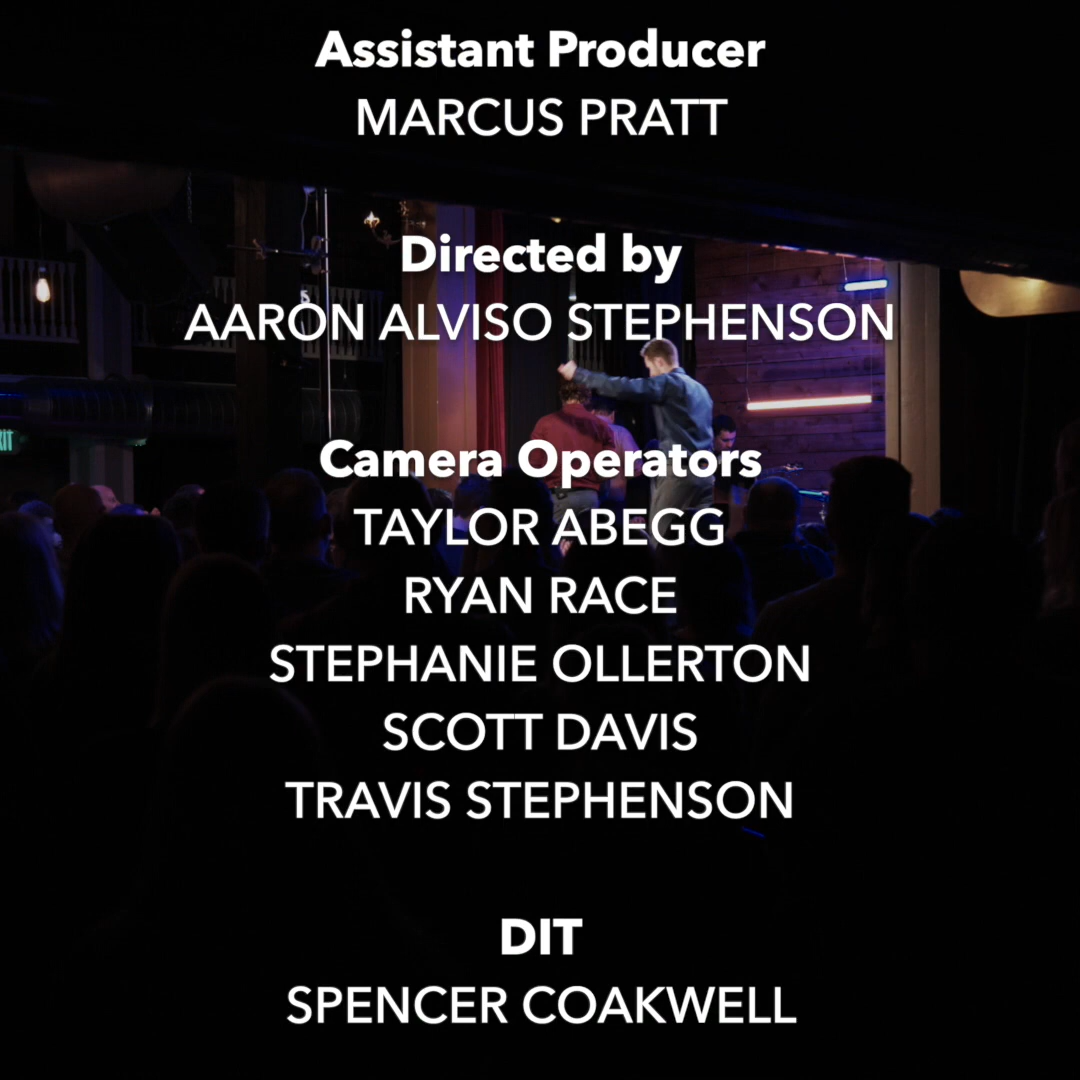 Assistant Producer
MARCUS PRATT
Directed by
AARON ALVISO STEPHENSON
Camera Operators
TAYLOR ABEGG
RYAN RACE
STEPHANIE OLLERTON
SCOTT DAVIS
TRAVIS STEPHENSON
DIT
SPENCER COAKWELL